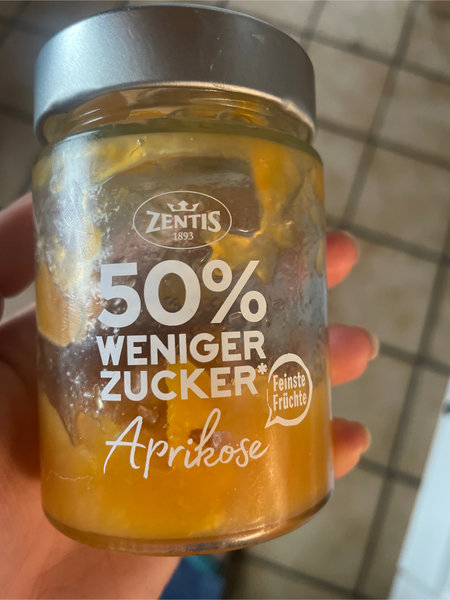 ZENTIS
1893
50%
WENIGER
ZUCKER*
Feinste
Früchte
Aprikose